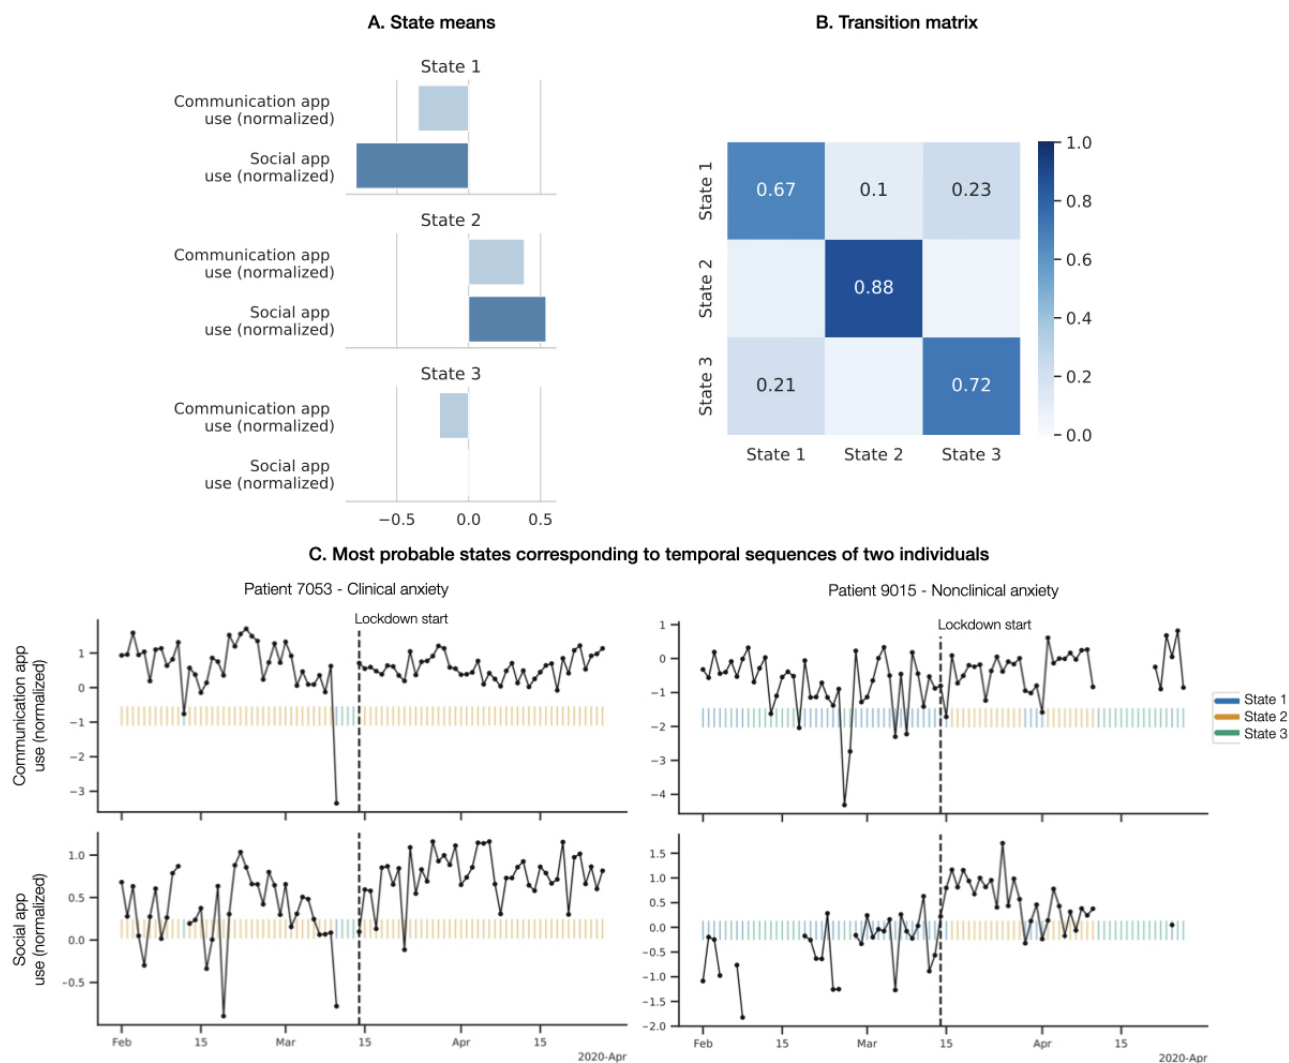 A. State means
State 1
Communication app
use (normalized)
Social app
use (normalized)
State 2
Communication app
use (normalized)
Social app
use (normalized)
State 3
Communication app
use (normalized)
Social app
use (normalized)
−0.5 0.0 0.5
B. Transition matrix
State 1 0.67 0.1 0.23
State 2 0.88
State 3 0.21 0.72
State 1 State 2 State 3
1.0
0.8
0.6
0.4
0.2
0.0
C. Most probable states corresponding to temporal sequences of two individuals
Patient 7053 - Clinical anxiety
Lockdown start
Communication app
use (normalized)
1
0
−1
−2
−3
Social app
use (normalized)
1.0
0.5
0.0
−0.5
Feb 15 Mar 15 Apr 15
2020-Apr
Patient 9015 - Nonclinical anxiety
Lockdown start
1
0
−1
−2
−3
−4
1.5
1.0
0.5
0.0
−0.5
−1.0
−1.5
−2.0
Feb 15 Mar 15 Apr 15
2020-Apr
State 1
State 2
State 3